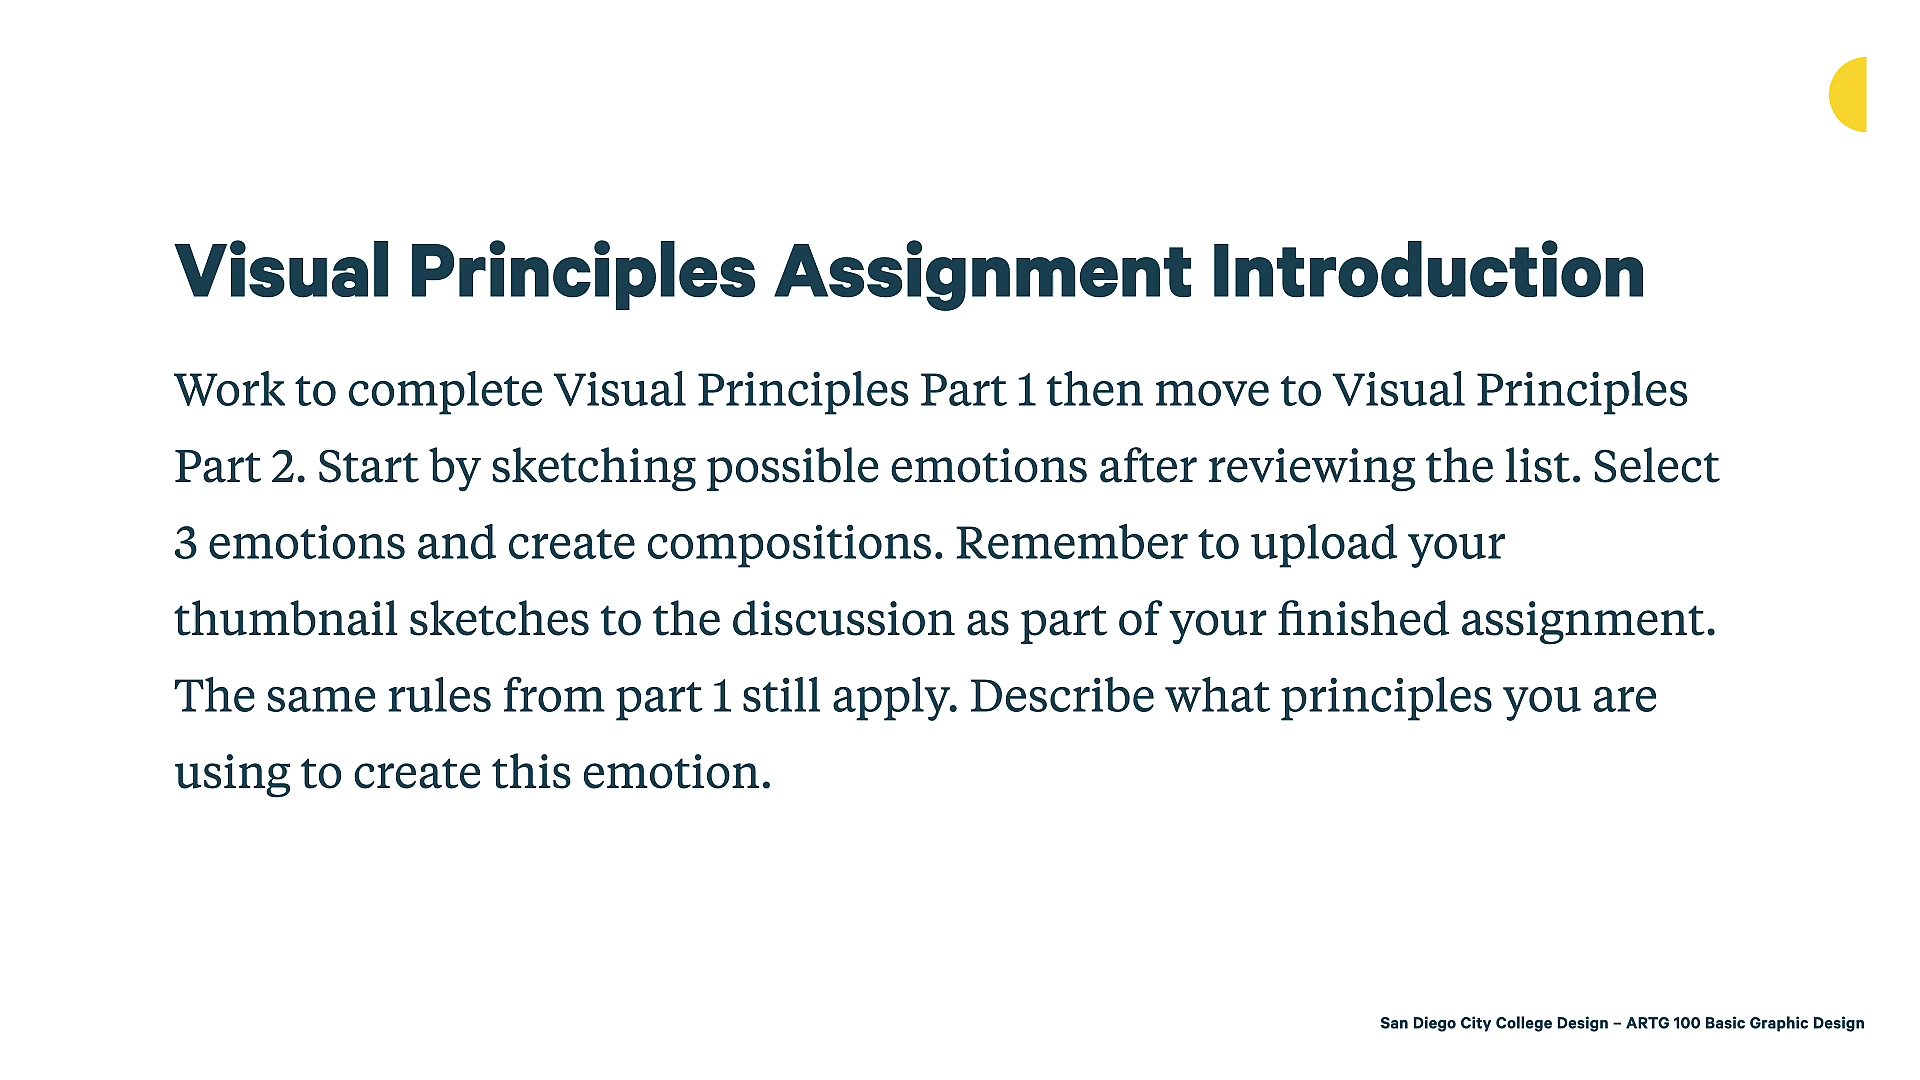 Visual Principles Assignment Introduction
Work to complete Visual Principles Part 1 then move to Visual Principles
Part 2. Start by sketching possible emotions after reviewing the list. Select
3 emotions and create compositions. Remember to upload your
thumbnail sketches to the discussion as part of your finished assignment.
The same rules from part 1 still apply. Describe what principles you are
using to create this emotion.
San Diego City College Design – ARTG 100 Basic Graphic Design